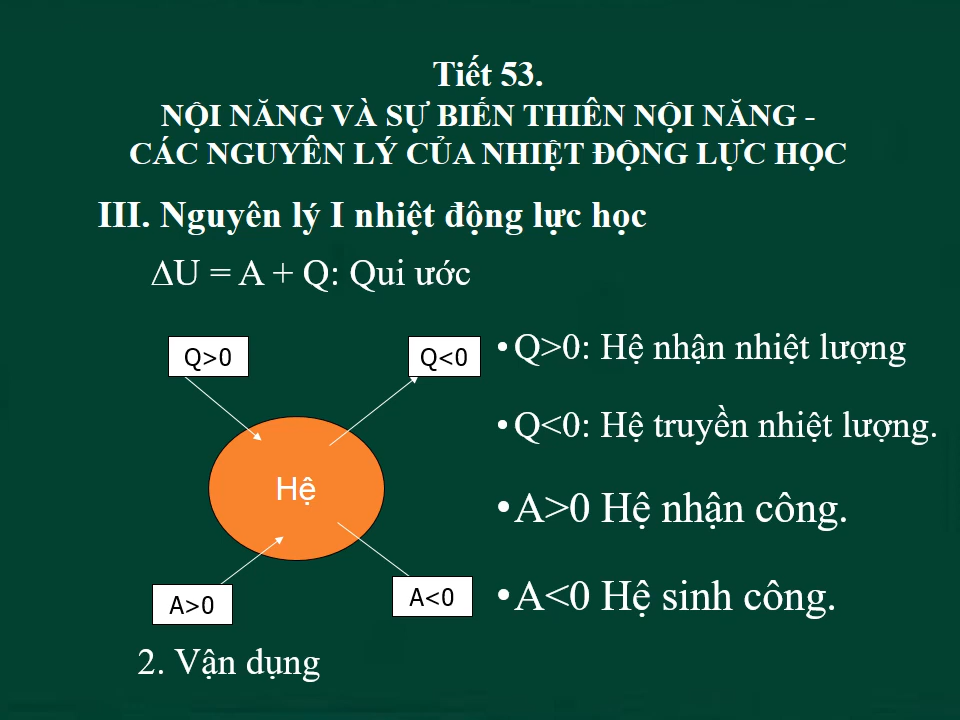 Tiết 53.
NỘI NĂNG VÀ SỰ BIẾN THIÊN NỘI NĂNG -
CÁC NGUYÊN LÝ CỦA NHIỆT ĐỘNG LỰC HỌC
III. Nguyên lý I nhiệt động lực học
∆U = A + Q: Qui ước
Q>0
Q<0
Hệ
A>0
A<0
•Q>0: Hệ nhận nhiệt lượng
•Q<0: Hệ truyền nhiệt lượng.
•A>0 Hệ nhận công.
•A<0 Hệ sinh công.
2. Vận dụng